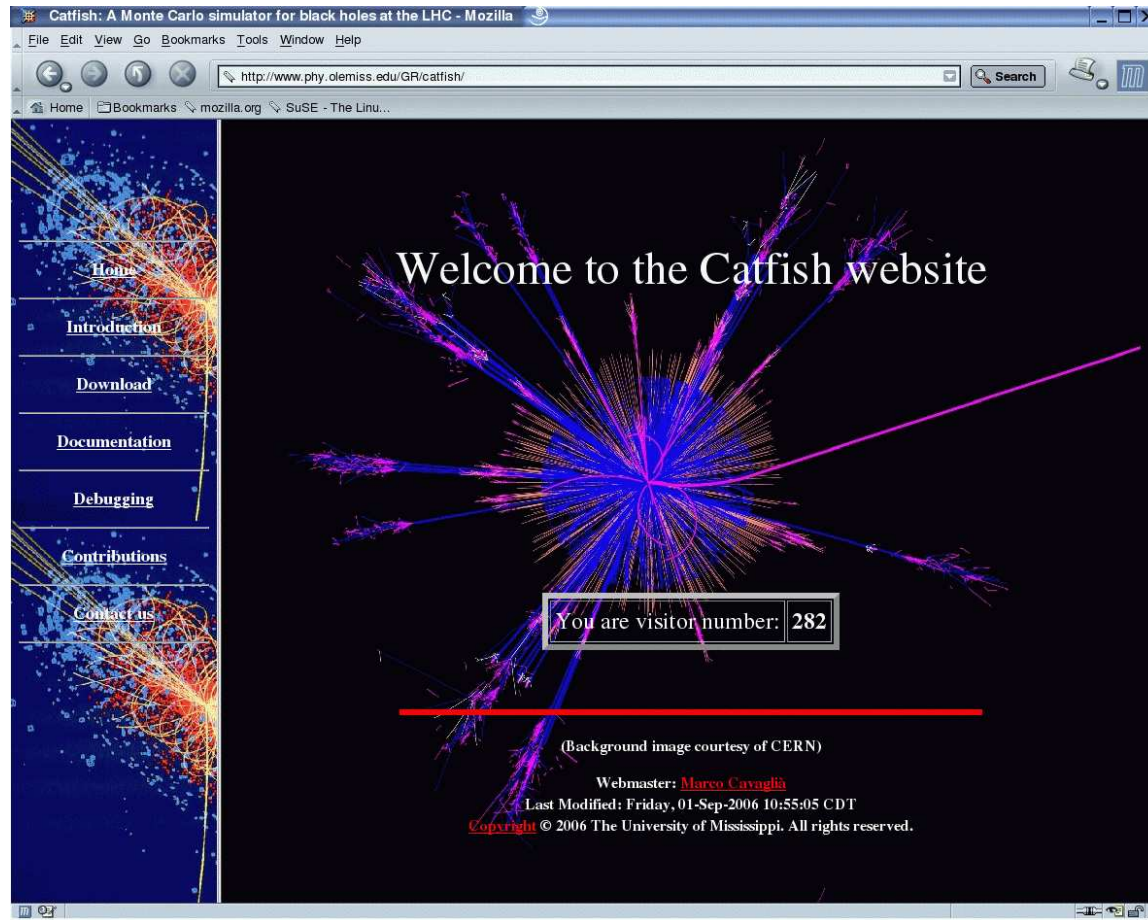 Catfish: A Monte Carlo simulator for black holes at the LHC - Mozilla
File Edit View Go Bookmarks Tools Window Help
http://www.phy.olemiss.edu/GR/catfish/
Search
Home Bookmarks mozilla.org SuSE - The Linu...
Home
Introduction
Download
Documentation
Debugging
Contributions
Contact us
Welcome to the Catfish website
You are visitor number: 282
(Background image courtesy of CERN)
Webmaster: Marco Cavaglià
Last Modified: Friday, 01-Sep-2006 10:55:05 CDT
Copyright © 2006 The University of Mississippi. All rights reserved.